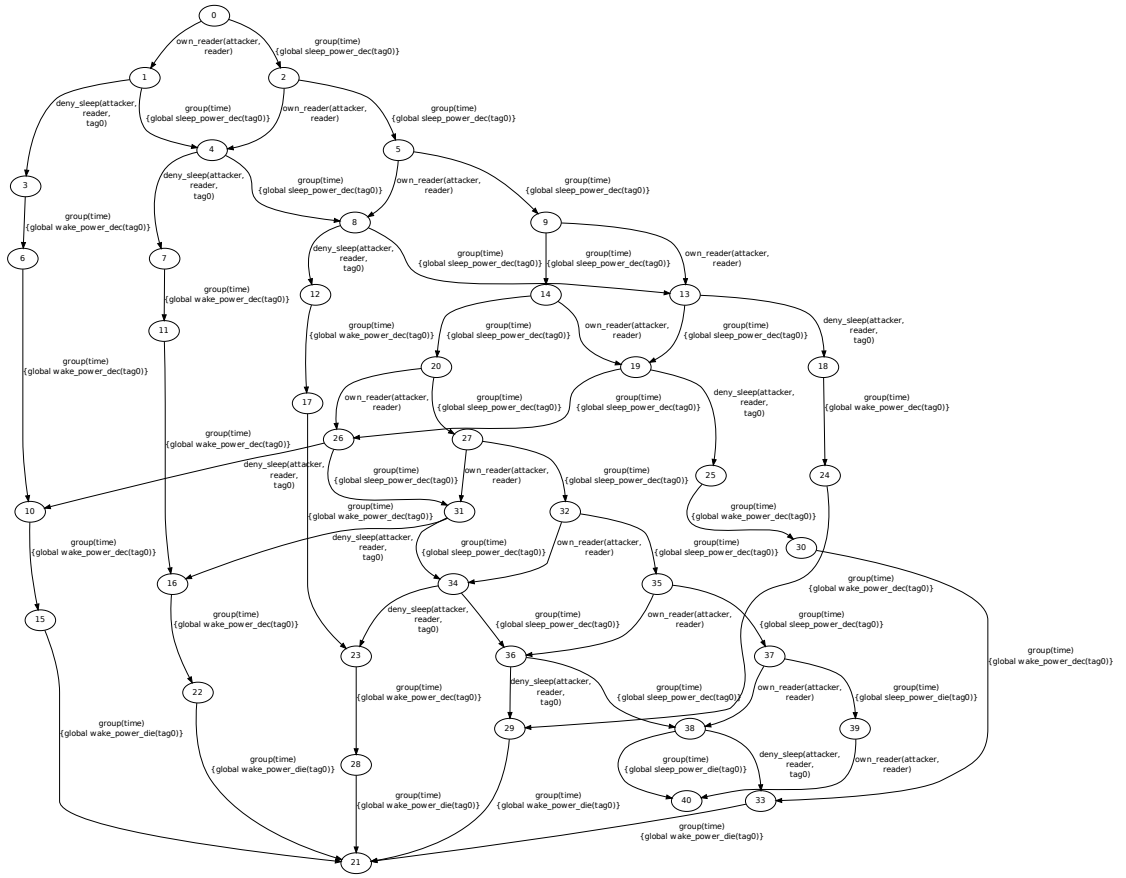 0
own_reader(attacker,
reader)
group(time)
{global sleep_power_dec(tag0)}
1
2
deny_sleep(attacker,
reader,
tag0)
group(time)
{global sleep_power_dec(tag0)}
own_reader(attacker,
reader)
group(time)
{global sleep_power_dec(tag0)}
4
5
3
deny_sleep(attacker,
reader,
tag0)
group(time)
{global sleep_power_dec(tag0)}
own_reader(attacker,
reader)
group(time)
{global sleep_power_dec(tag0)}
group(time)
{global wake_power_dec(tag0)}
8
9
6
7
deny_sleep(attacker,
reader,
tag0)
group(time)
{global sleep_power_dec(tag0)}
group(time)
{global sleep_power_dec(tag0)}
own_reader(attacker,
reader)
group(time)
{global wake_power_dec(tag0)}
12
14
13
11
group(time)
{global wake_power_dec(tag0)}
group(time)
{global sleep_power_dec(tag0)}
own_reader(attacker,
reader)
group(time)
{global sleep_power_dec(tag0)}
deny_sleep(attacker,
reader,
tag0)
group(time)
{global wake_power_dec(tag0)}
20
19
18
17
own_reader(attacker,
reader)
group(time)
{global sleep_power_dec(tag0)}
group(time)
{global sleep_power_dec(tag0)}
deny_sleep(attacker,
reader,
tag0)
group(time)
{global wake_power_dec(tag0)}
group(time)
{global wake_power_dec(tag0)}
26
27
deny_sleep(attacker,
reader,
tag0)
group(time)
{global sleep_power_dec(tag0)}
own_reader(attacker,
reader)
group(time)
{global sleep_power_dec(tag0)}
25
24
10
group(time)
{global wake_power_dec(tag0)}
31
32
group(time)
{global wake_power_dec(tag0)}
30
group(time)
{global wake_power_dec(tag0)}
deny_sleep(attacker,
reader,
tag0)
group(time)
{global sleep_power_dec(tag0)}
own_reader(attacker,
reader)
group(time)
{global sleep_power_dec(tag0)}
16
34
35
group(time)
{global wake_power_dec(tag0)}
15
group(time)
{global wake_power_dec(tag0)}
deny_sleep(attacker,
reader,
tag0)
group(time)
{global sleep_power_dec(tag0)}
own_reader(attacker,
reader)
group(time)
{global sleep_power_dec(tag0)}
23
36
37
group(time)
{global wake_power_dec(tag0)}
22
group(time)
{global wake_power_dec(tag0)}
deny_sleep(attacker,
reader,
tag0)
group(time)
{global sleep_power_dec(tag0)}
own_reader(attacker,
reader)
group(time)
{global sleep_power_die(tag0)}
group(time)
{global wake_power_die(tag0)}
29
38
39
28
group(time)
{global wake_power_die(tag0)}
group(time)
{global sleep_power_die(tag0)}
deny_sleep(attacker,
reader,
tag0)
own_reader(attacker,
reader)
group(time)
{global wake_power_die(tag0)}
group(time)
{global wake_power_die(tag0)}
40
33
group(time)
{global wake_power_die(tag0)}
21